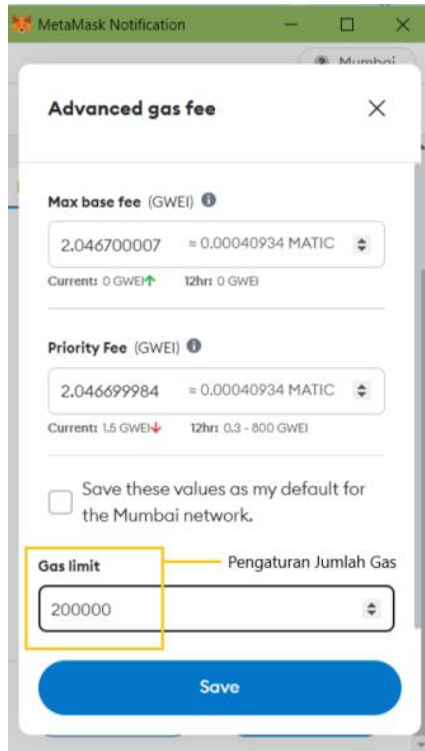 MetaMask Notification
Mumbai
Advanced gas fee
Max base fee (GWEI)
2.046700007 ≈ 0.00040934 MATIC
Current: 0 GWEI↑ 12hr: 0 GWEI
Priority Fee (GWEI)
2.046699984 ≈ 0.00040934 MATIC
Current: 1.5 GWEI↓ 12hr: 0.3 - 800 GWEI
Save these values as my default for
the Mumbai network.
Gas limit Pengaturan Jumlah Gas
200000
Save